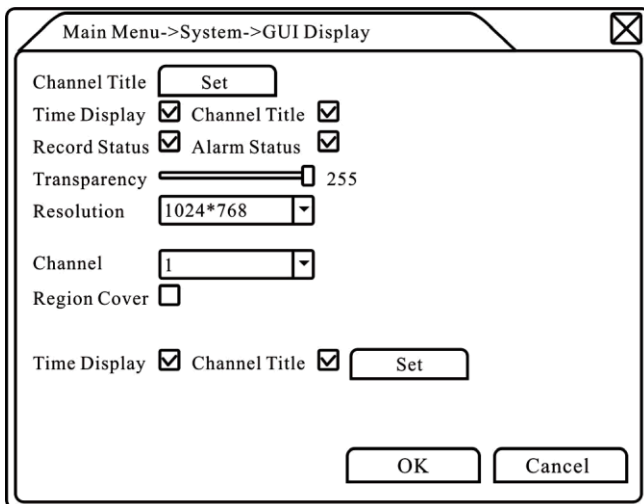 Main Menu->System->GUI Display
Channel Title Set
Time Display Channel Title
Record Status Alarm Status
Transparency 255
Resolution 1024*768
Channel 1
Region Cover
Time Display Channel Title Set
OK Cancel